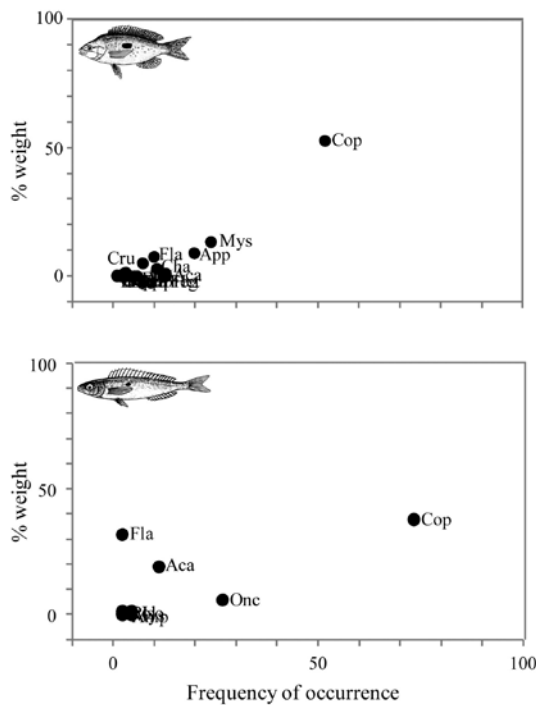 100
% weight
50
Cop
Mys
App
Fla
Cru
Cha
Aca
0
100
% weight
50
Cop
Fla
Aca
Onc
0
0
50
100
Frequency of occurrence